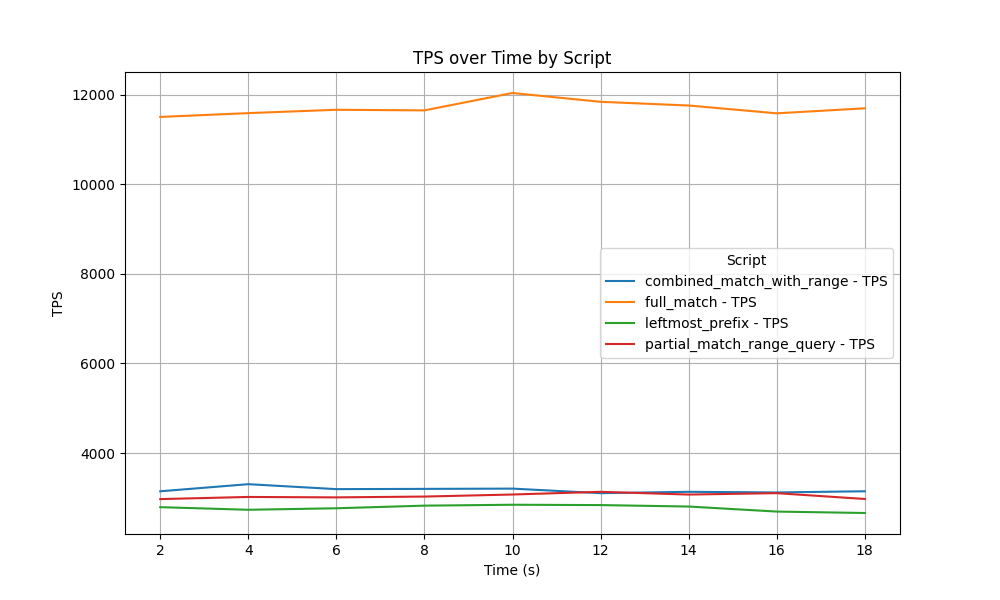 TPS over Time by Script
12000
10000
8000
6000
4000
TPS
Script
combined_match_with_range - TPS
full_match - TPS
leftmost_prefix - TPS
partial_match_range_query - TPS
2 4 6 8 10 12 14 16 18
Time (s)